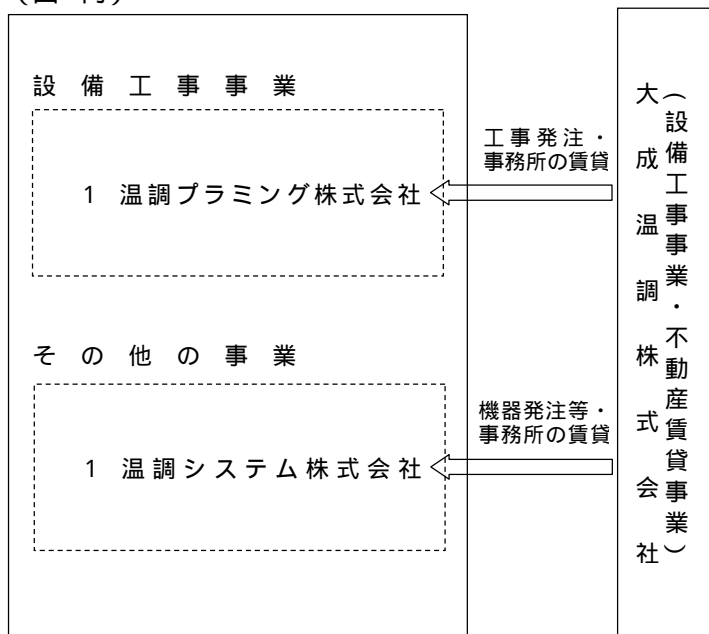 設備工事事業
1 温調プラミング株式会社
工事発注・
事務所の賃貸
その他の事業
1 温調システム株式会社
機器発注等・
事務所の賃貸
大成温調株式会社
(設備工事事業・不動産賃貸事業)